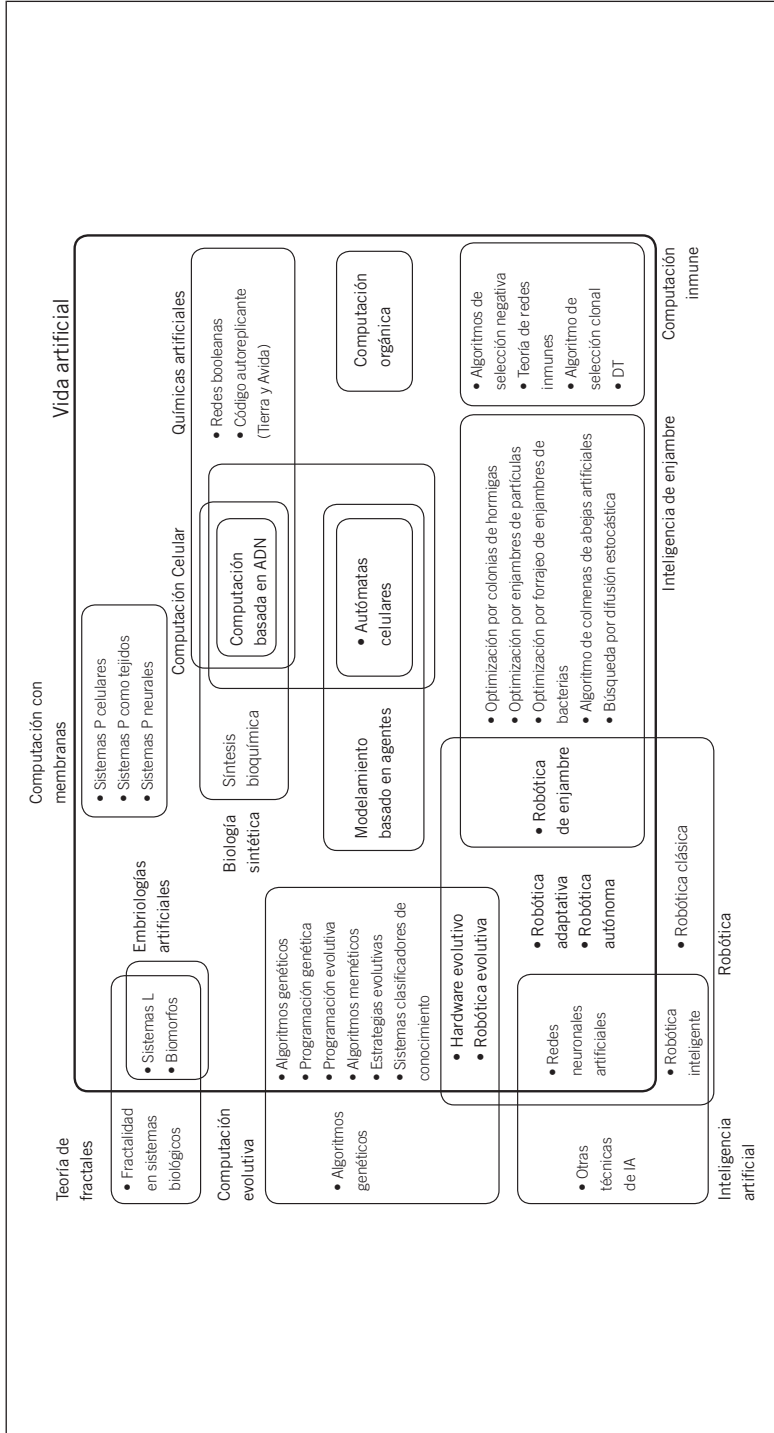 Vida artificial
Teoría de
fractales
• Fractalidad
en sistemas
biológicos
• Sistemas L
• Biomorfos
Embriologías
artificiales
Computación con
membranas
• Sistemas P celulares
• Sistemas P como tejidos
• Sistemas P neurales
Computación
evolutiva
• Algoritmos
genéticos
• Algoritmos genéticos
• Programación genética
• Programación evolutiva
• Algoritmos meméticos
• Estrategias evolutivas
• Sistemas clasificadores de
conocimiento
• Hardware evolutivo
• Robótica evolutiva
Biología
sintética
Síntesis
bioquímica
Computación Celular
Computación
basada en ADN
Químicas artificiales
• Redes booleanas
• Código autoreplicante
(Tierra y Avida)
Modelamiento
basado en agentes
• Autómatas
celulares
Computación
orgánica
• Otras
técnicas
de IA
Inteligencia
artificial
• Redes
neuronales
artificiales
• Robótica
inteligente
• Robótica
adaptativa
• Robótica
autónoma
• Robótica clásica
Robótica
• Robótica
de enjambre
• Optimización por colonias de hormigas
• Optimización por enjambres de partículas
• Optimización por forrajeo de enjambres de
bacterias
• Algoritmo de colmenas de abejas artificiales
• Búsqueda por difusión estocástica
Inteligencia de enjambre
• Algoritmos de
selección negativa
• Teoría de redes
inmunes
• Algoritmo de
selección clonal
• DT
Computación
inmune